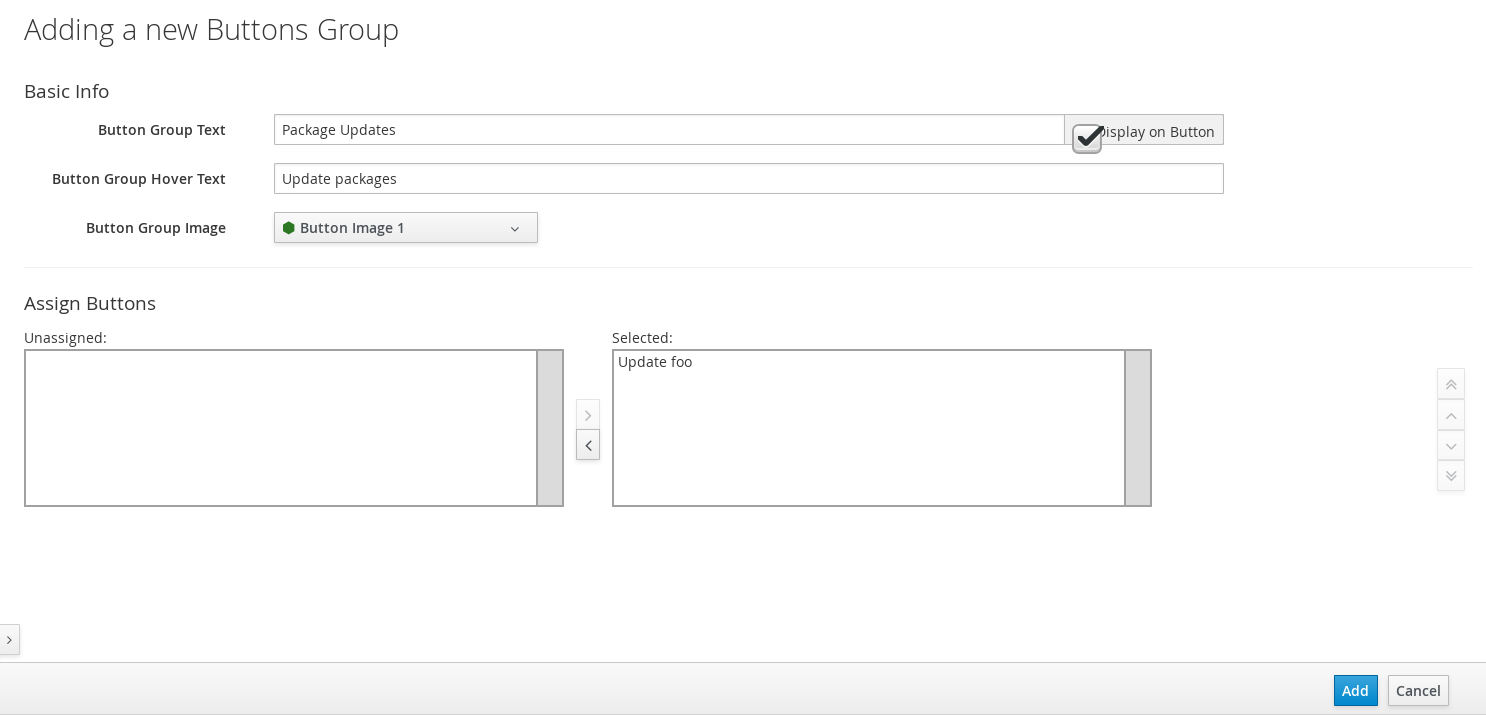 Adding a new Buttons Group
Basic Info
Button Group Text
Package Updates
Display on Button
Button Group Hover Text
Update packages
Button Group Image
Button Image 1
Assign Buttons
Unassigned:
Selected:
Update foo
Add
Cancel